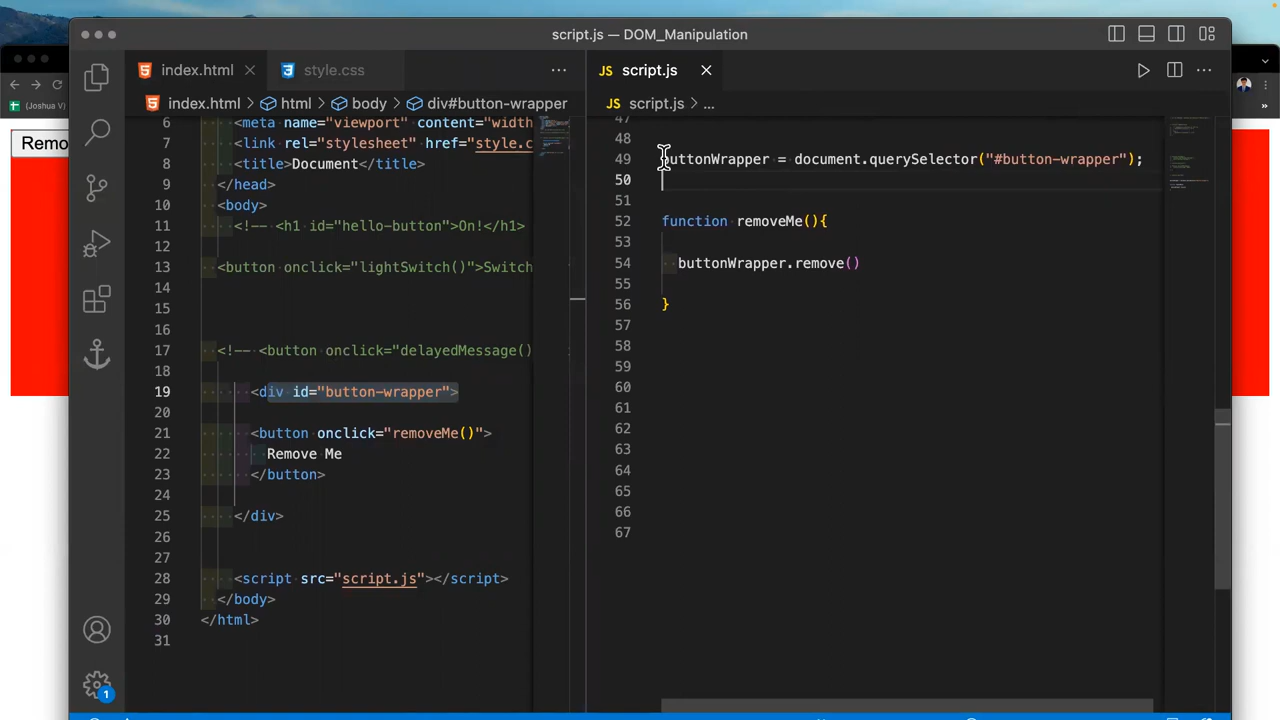 script.js — DOM_Manipulation
index.html
style.css
script.js
index.html > html > body > div#button-wrapper
script.js > ...
(Joshua V)
Remo
6 <meta name="viewport" content="width
7 <link rel="stylesheet" href="style.c
8 <title>Document</title>
9 </head>
10 <body>
11 <!-- <h1 id="hello-button">On!</h1>
12
13 <button onclick="lightSwitch()">Switch
14
15
16
17 <!-- <button onclick="delayedMessage()
18
19 <div id="button-wrapper">
20
21 <button onclick="removeMe()">
22 Remove Me
23 </button>
24
25 </div>
26
27
28 <script src="script.js"></script>
29 </body>
30 </html>
31
47
48
49 buttonWrapper = document.querySelector("#button-wrapper");
50
51
52 function removeMe(){
53
54 buttonWrapper.remove()
55
56 }
57
58
59
60
61
62
63
64
65
66
67
1